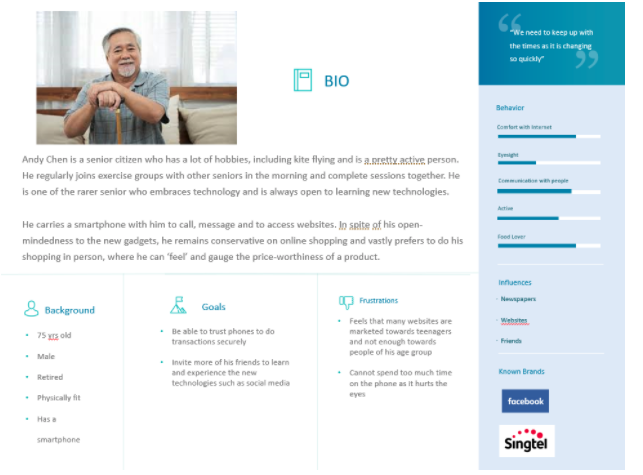 BIO
Andy Chen is a senior citizen who has a lot of hobbies, including kite flying and is a pretty active person.
He regularly joins exercise groups with other seniors in the morning and complete sessions together. He
is one of the rarer senior who embraces technology and is always open to learning new technologies.
He carries a smartphone with him to call, message and to access websites. In spite of his open-
mindedness to the new gadgets, he remains conservative on online shopping and vastly prefers to do his
shopping in person, where he can ‘feel’ and gauge the price-worthiness of a product.
Background
• 75 yrs old
• Male
• Retired
• Physically fit
• Has a
smartphone
Goals
• Be able to trust phones to do
transactions securely
• Invite more of his friends to learn
and experience the new
technologies such as social media
Frustrations
• Feels that many websites are
marketed towards teenagers
and not enough towards
people of his age group
• Cannot spend too much time
on the phone as it hurts the
eyes
“We need to keep up with
the times as it is changing
so quickly”
Behavior
Comfort with Internet
Eyesight
Communication with people
Active
Food Lover
Influences
- Newspapers
- Websites
- Friends
Known Brands
facebook
Singtel